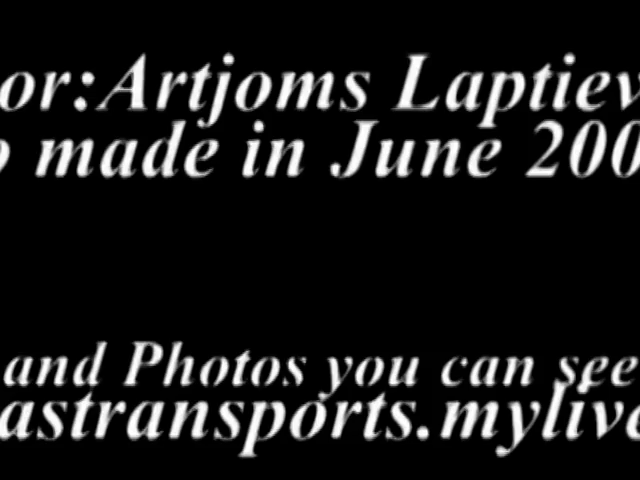 or:Artjoms Laptiev
o made in June 200
and Photos you can see
astransports.mylive